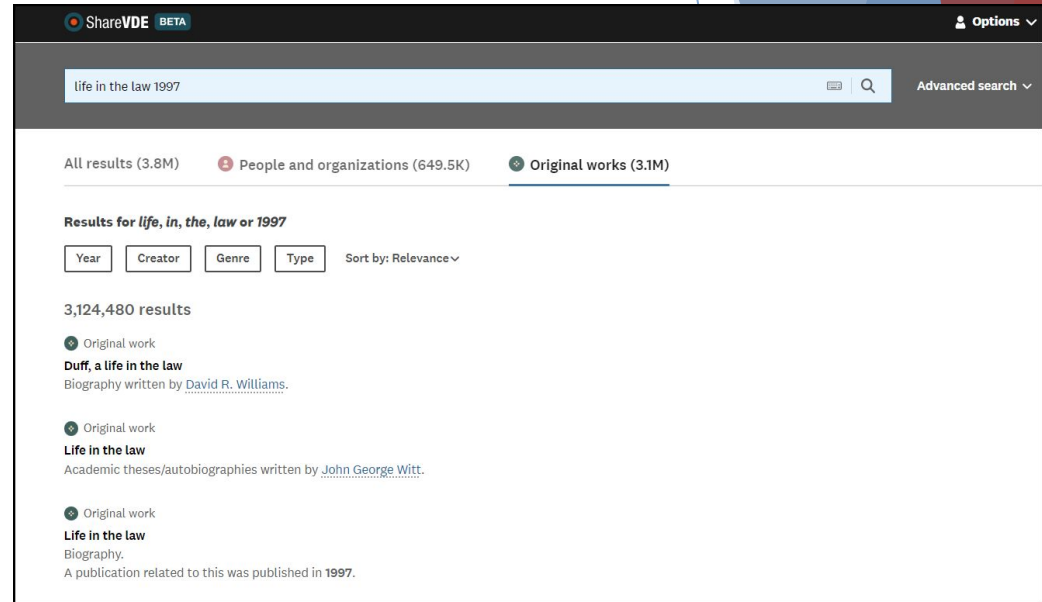 ShareVDE BETA
Options
life in the law 1997
Advanced search
All results (3.8M)
People and organizations (649.5K)
Original works (3.1M)
Results for life, in, the, law or 1997
Year
Creator
Genre
Type
Sort by: Relevance
3,124,480 results
Original work
Duff, a life in the law
Biography written by David R. Williams.
Original work
Life in the law
Academic theses/autobiographies written by John George Witt.
Original work
Life in the law
Biography.
A publication related to this was published in 1997.